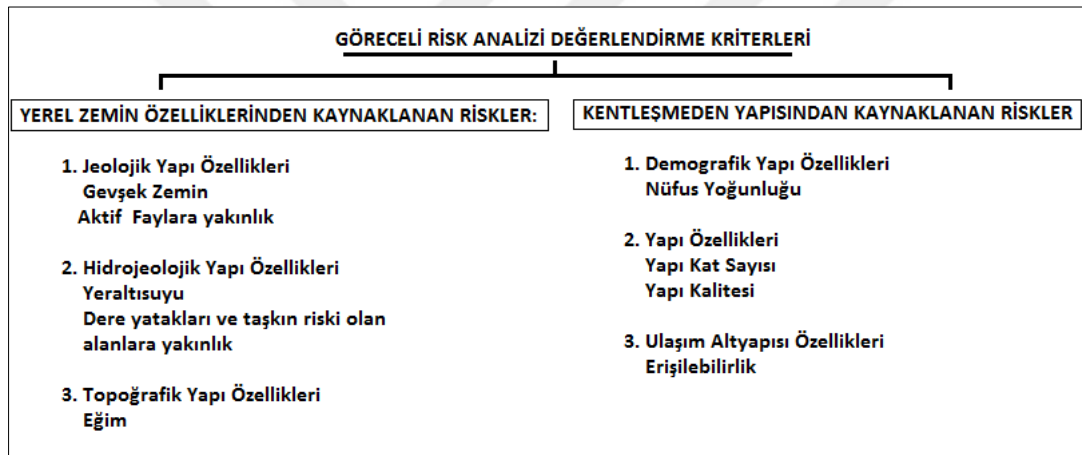 GÖRECELİ RİSK ANALİZİ DEĞERLENDİRME KRİTERLERİ
YEREL ZEMİN ÖZELLİKLERİNDEN KAYNAKLANAN RİSKLER:
1. Jeolojik Yapı Özellikleri
Gevşek Zemin
Aktif Faylara yakınlık
2. Hidrojeolojik Yapı Özellikleri
Yeraltısuyu
Dere yatakları ve taşkın riski olan
alanlara yakınlık
3. Topoğrafik Yapı Özellikleri
Eğim
KENTLEŞMEDEN YAPISINDAN KAYNAKLANAN RİSKLER
1. Demografik Yapı Özellikleri
Nüfus Yoğunluğu
2. Yapı Özellikleri
Yapı Kat Sayısı
Yapı Kalitesi
3. Ulaşım Altyapısı Özellikleri
Erişilebilirlik